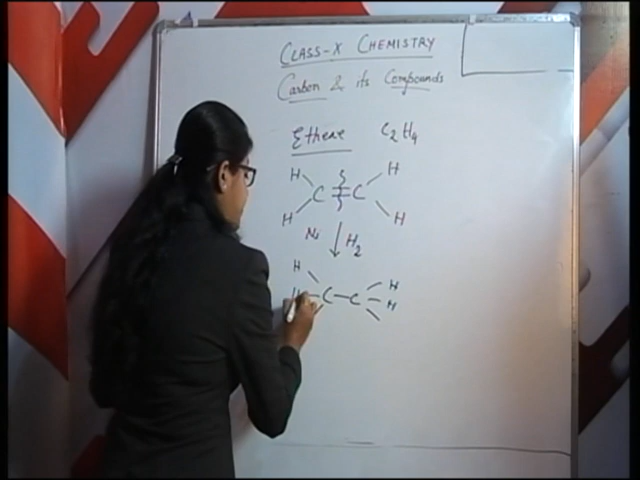 CLASS-X CHEMISTRY
Carbon & its Compounds
Ethene C2H4
H H
C = C
H H
Ni ↓ H2
H H
H - C - C - H